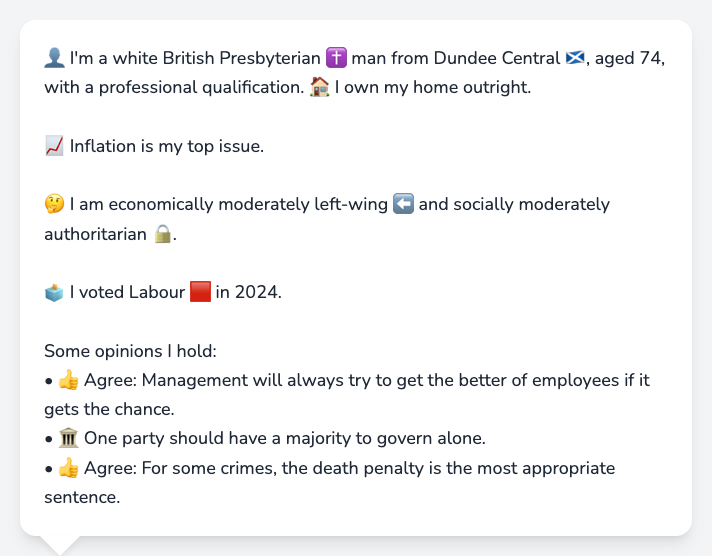 👤 I'm a white British Presbyterian ✝️ man from Dundee Central 🏴󠁧󠁢󠁳󠁣󠁴󠁿, aged 74,
with a professional qualification. 🏠 I own my home outright.
📈 Inflation is my top issue.
🤔 I am economically moderately left-wing ⬅️ and socially moderately
authoritarian 🔒.
🗳️ I voted Labour 🟥 in 2024.
Some opinions I hold:
• 👍 Agree: Management will always try to get the better of employees if it
gets the chance.
• 🏛️ One party should have a majority to govern alone.
• 👍 Agree: For some crimes, the death penalty is the most appropriate
sentence.